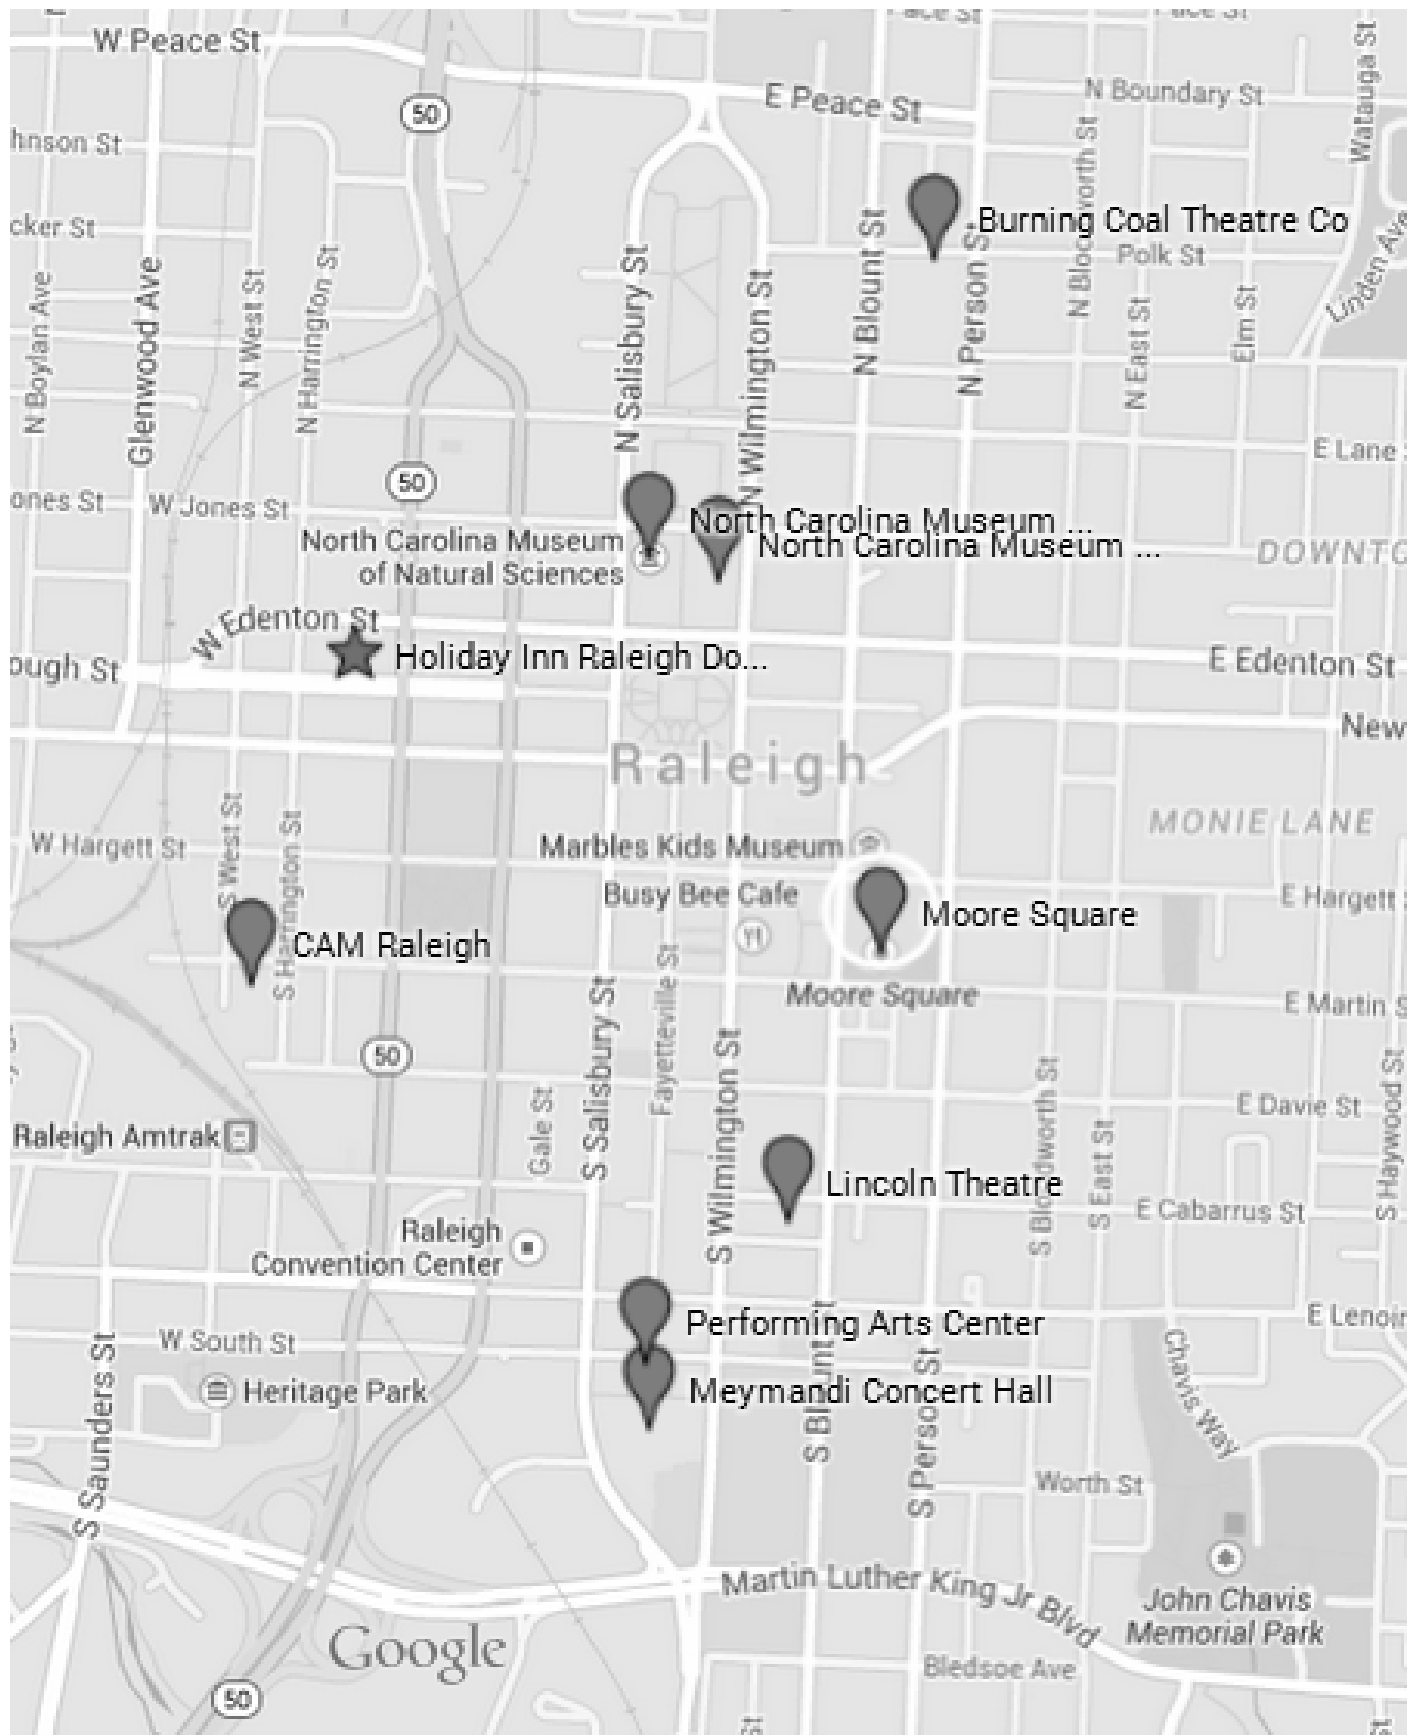 W Peace St
50
E Peace St
N Boundary St
Watauga St
hnson St
N Bloodworth St
Burning Coal Theatre Co
cker St
Polk St
Linden Ave
N Boylan Ave
Glenwood Ave
N West St
N Harrington St
N Salisbury St
N Wilmington St
N Blount St
N Person St
N East St
Elm St
E Lane
50
ones St
W Jones St
North Carolina Museum ...
North Carolina Museum ...
North Carolina Museum
of Natural Sciences
DOWNTO
W Edenton St
Holiday Inn Raleigh Do...
ough St
E Edenton St
New
Raleigh
MONIE LANE
W Hargett St
S West St
S Harrington St
Marbles Kids Museum
Busy Bee Cafe
E Hargett
Moore Square
CAM Raleigh
Moore Square
E Martin S
S Salisbury St
Fayetteville St
S Wilmington St
50
Gale St
S Bloodworth St
S East St
E Davie St
S Haywood St
Raleigh Amtrak
Lincoln Theatre
E Cabarrus St
Raleigh
Convention Center
Performing Arts Center
E Lenoir
W South St
S Saunders St
Heritage Park
Meymandi Concert Hall
S Blount St
S Person St
Chavis Way
Worth St
Martin Luther King Jr Blvd
John Chavis
Memorial Park
Google
Bledsoe Ave
50
St
St